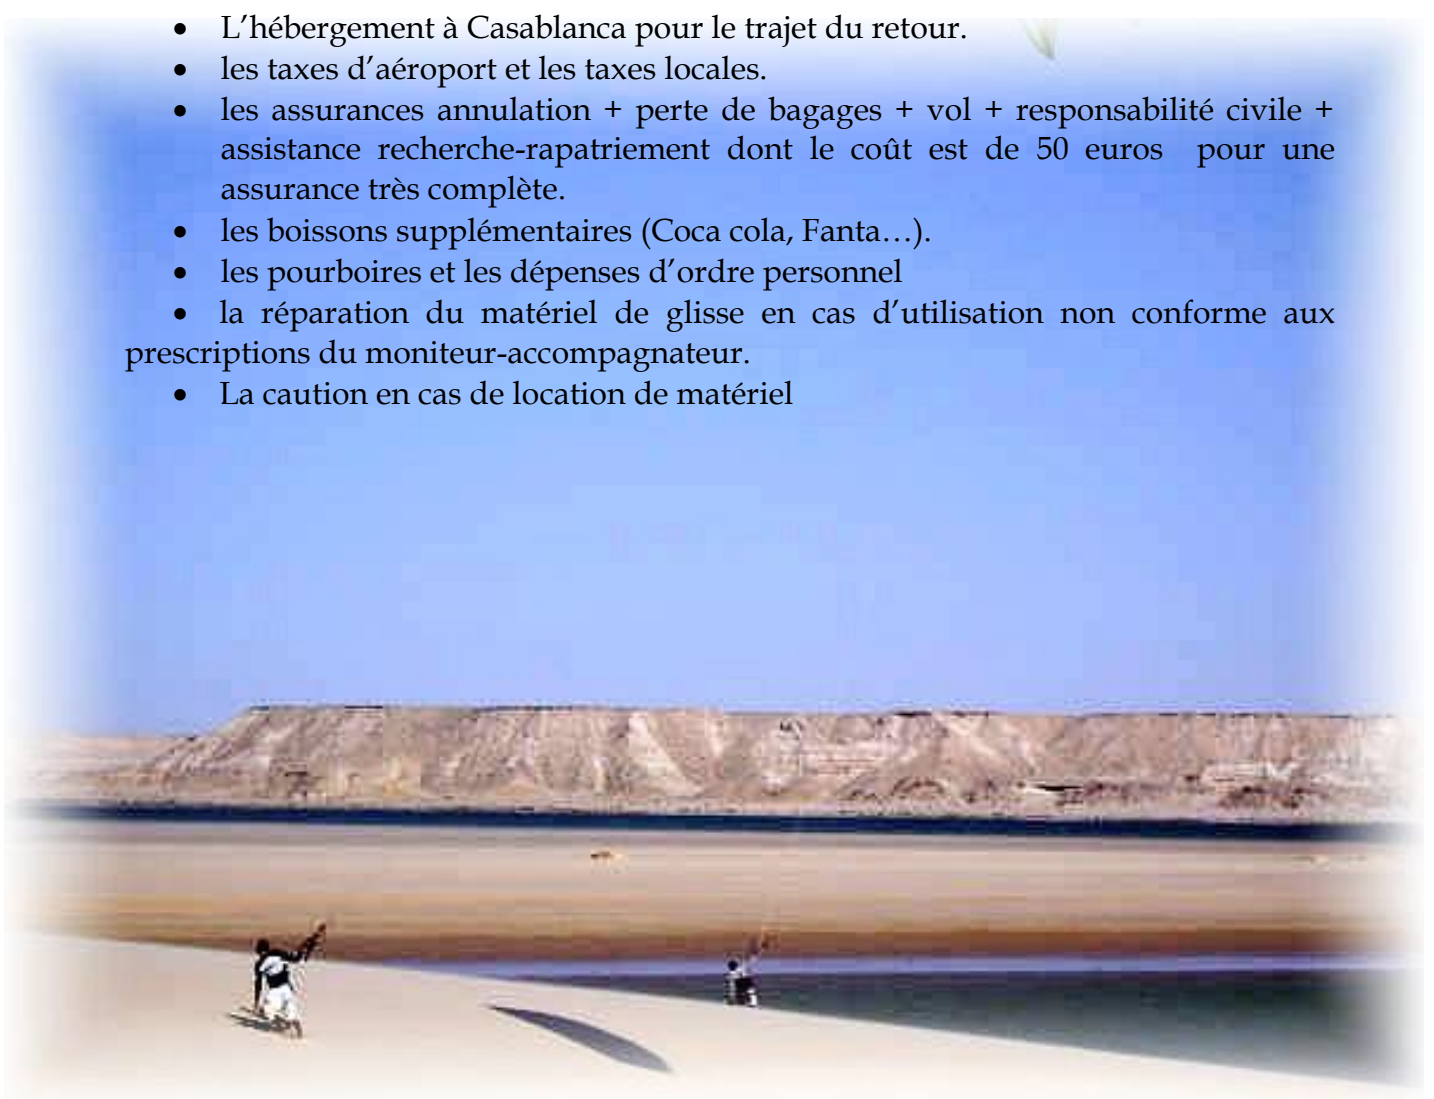 • L’hébergement à Casablanca pour le trajet du retour.
• les taxes d’aéroport et les taxes locales.
• les assurances annulation + perte de bagages + vol + responsabilité civile +
assistance recherche-rapatriement dont le coût est de 50 euros pour une
assurance très complète.
• les boissons supplémentaires (Coca cola, Fanta…).
• les pourboires et les dépenses d’ordre personnel
• la réparation du matériel de glisse en cas d’utilisation non conforme aux
prescriptions du moniteur-accompagnateur.
• La caution en cas de location de matériel